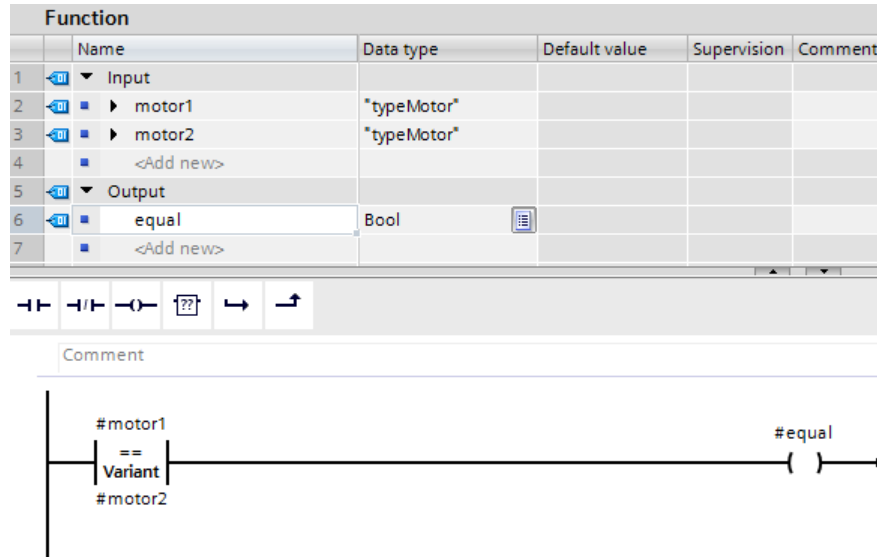 Function
Name Data type Default value Supervision Comment
1 Input
2 motor1 "typeMotor"
3 motor2 "typeMotor"
4 <Add new>
5 Output
6 equal Bool
7 <Add new>
??
Comment
#motor1 #equal
==
Variant
#motor2